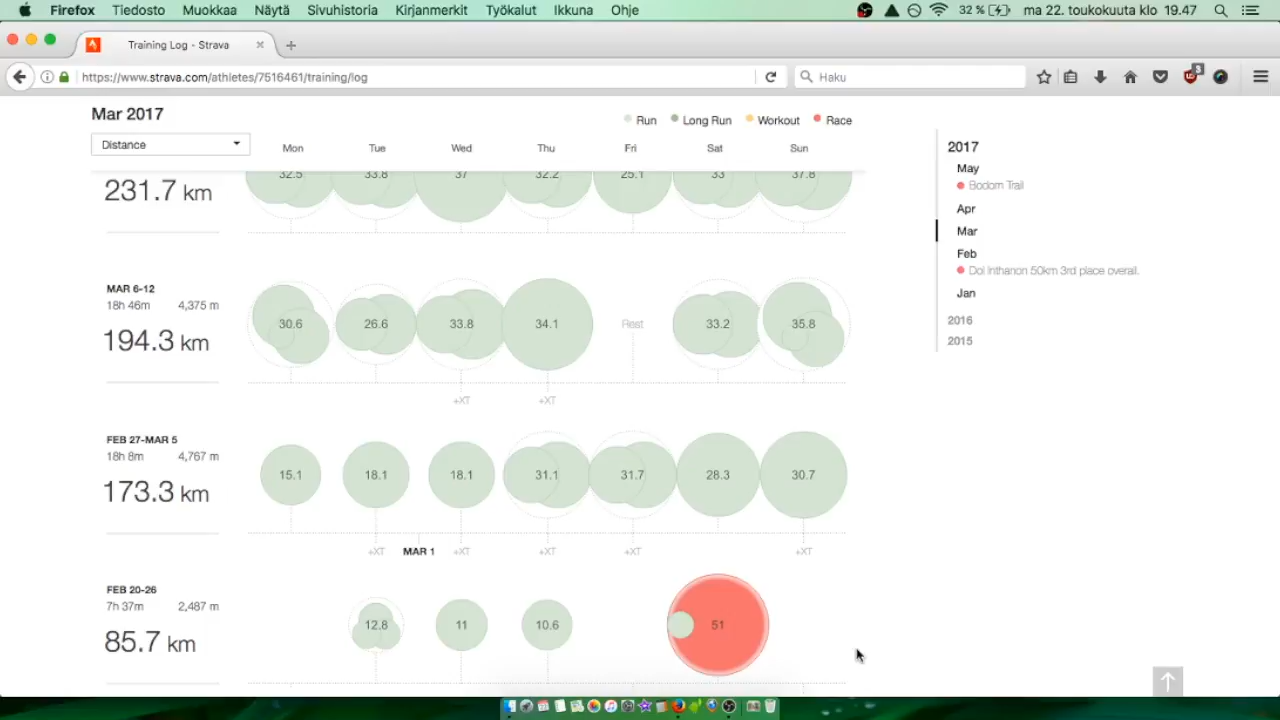 Firefox Tiedosto Muokkaa Näytä Sivuhistoria Kirjanmerkit Työkalut Ikkuna Ohje 32 % ma 22. toukokuuta klo 19.47
Training Log - Strava
https://www.strava.com/athletes/7516461/training/log
Haku
3
Mar 2017
Run Long Run Workout Race
Distance
Mon Tue Wed Thu Fri Sat Sun
231.7 km
32.5 33.8 37 32.2 25.1 33 37.8
MAR 6-12
18h 46m 4,375 m
194.3 km
30.6 26.6 33.8 34.1 Rest 33.2 35.8
+XT +XT
FEB 27-MAR 5
18h 8m 4,767 m
173.3 km
15.1 18.1 18.1 31.1 31.7 28.3 30.7
+XT MAR 1 +XT +XT +XT +XT
FEB 20-26
7h 37m 2,487 m
85.7 km
12.8 11 10.6 51
2017
May
Bodom Trail
Apr
Mar
Feb
Doi Inthanon 50km 3rd place overall.
Jan
2016
2015